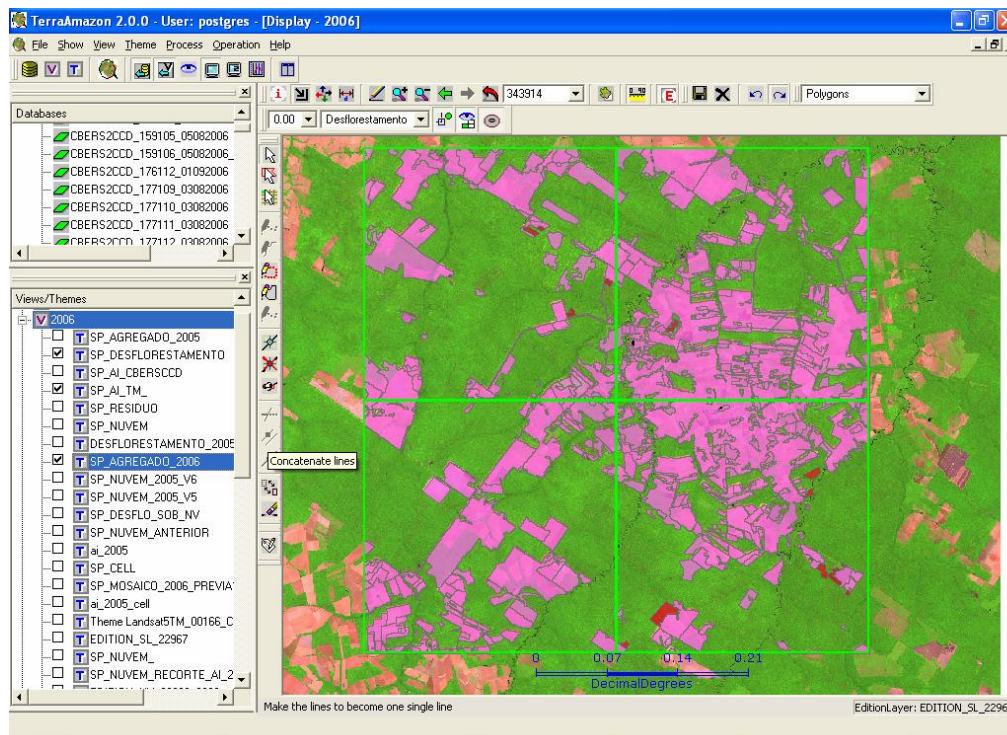 TerraAmazon 2.0.0 - User: postgres - [Display - 2006]
File Show View Theme Process Operation Help
343914
Polygons
0.00
Desflorestamento
Databases
CBERS2CCD_159105_05082006
CBERS2CCD_159106_05082006_
CBERS2CCD_176112_01092006
CBERS2CCD_177109_03082006
CBERS2CCD_177110_03082006
CBERS2CCD_177111_03082006
CBERS2CCD_177112_03082006
Views/Themes
2006
SP_AGREGADO_2005
SP_DESFLORESTAMENTO
SP_AI_CBERSCCD
SP_AI_TM_
SP_RESIDUO
SP_NUVEM
DESFLORESTAMENTO_2005
SP_AGREGADO_2006
SP_NUVEM_2005_V6
SP_NUVEM_2005_V5
SP_DESFLO_SOB_NV
SP_NUVEM_ANTERIOR
ai_2005
SP_CELL
SP_MOSAICO_2006_PREVIA
ai_2005_cell
Theme Landsat5TM_00166_C
EDITION_SL_22967
SP_NUVEM_
SP_NUVEM_RECORTE_AI_2
Concatenate lines
0 0.07 0.14 0.21
DecimalDegrees
Make the lines to become one single line
EditionLayer: EDITION_SL_2296